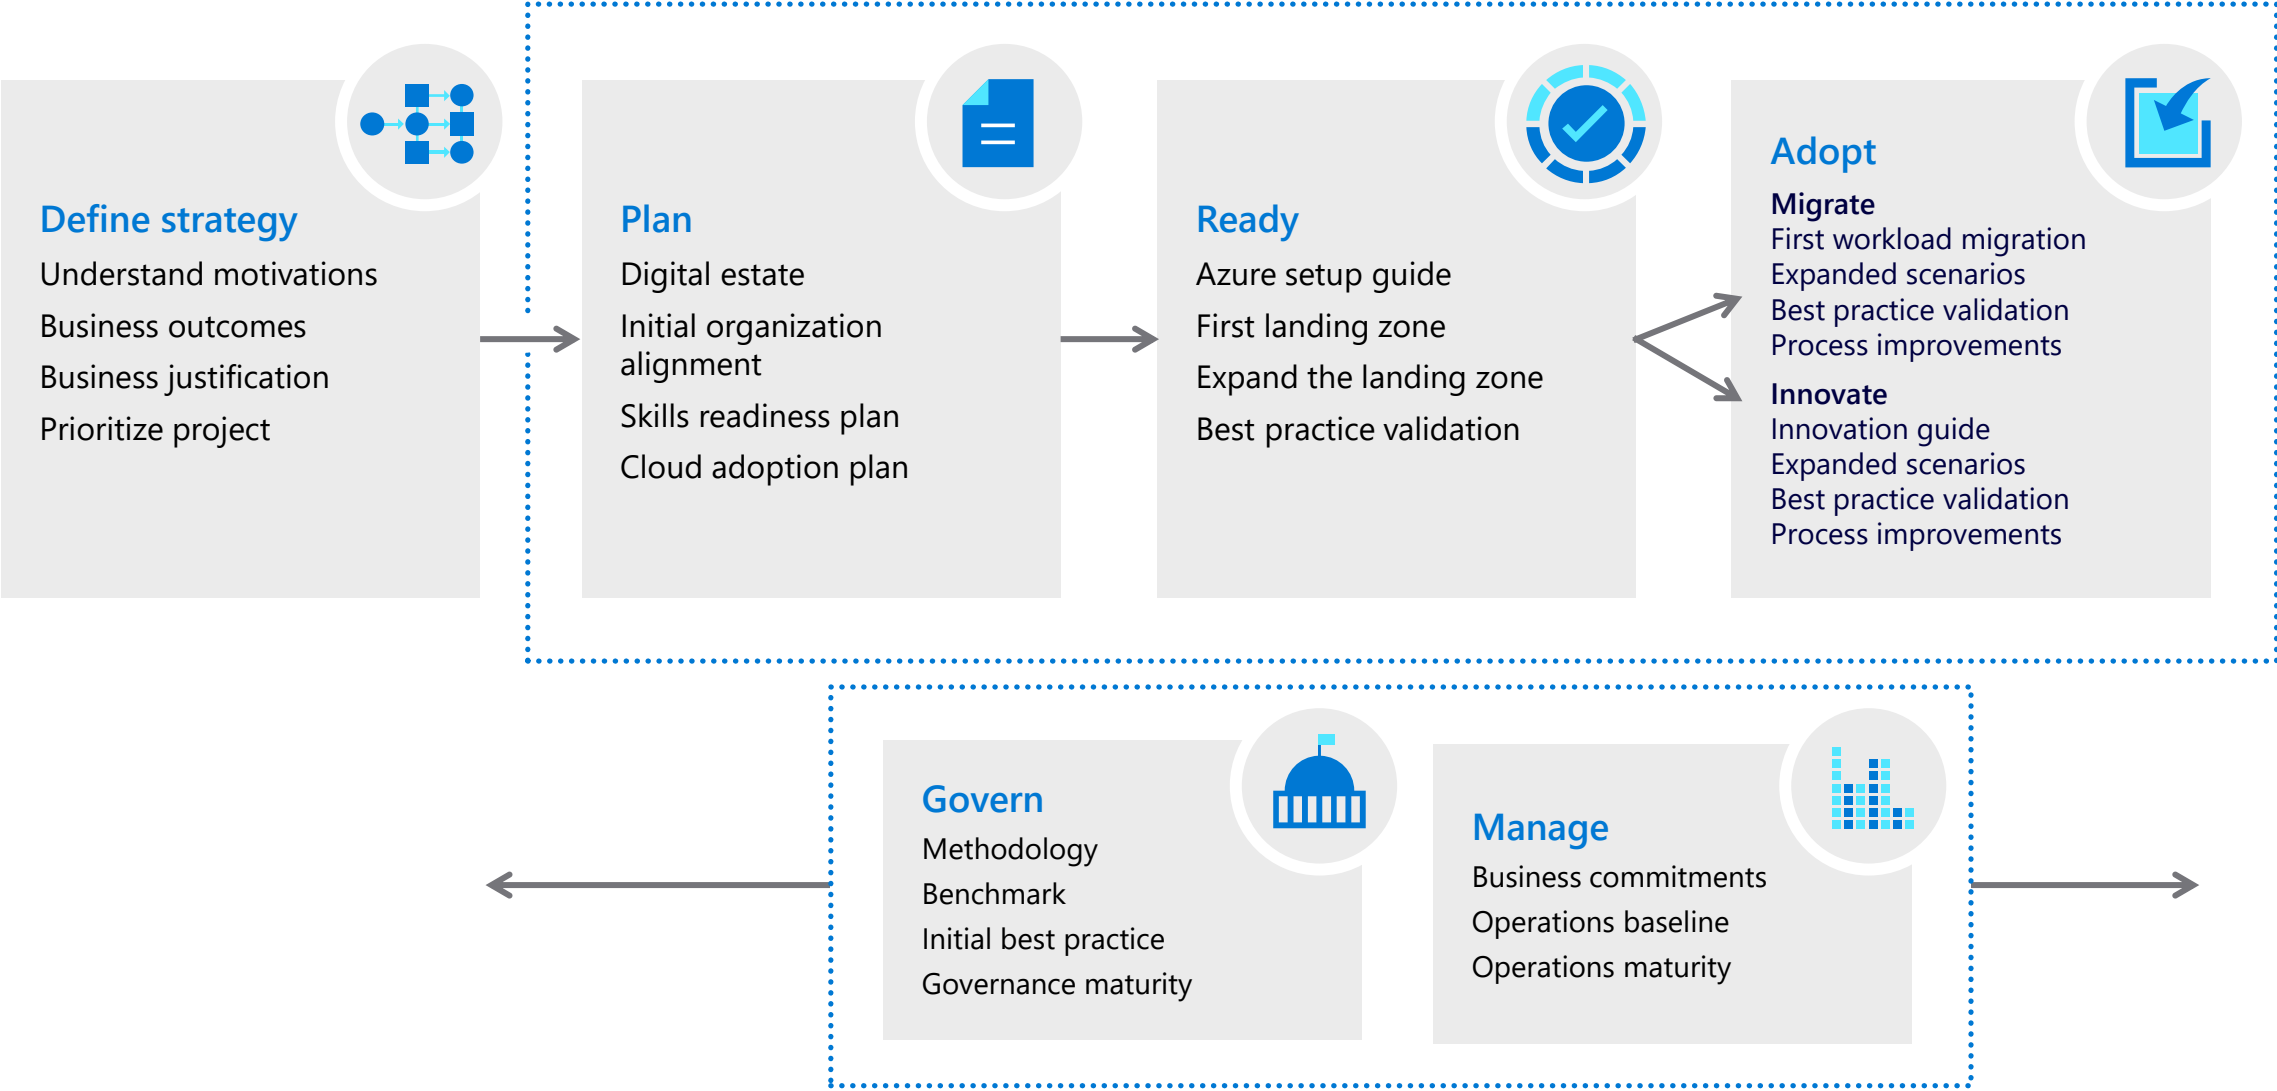 Define strategy
Understand motivations
Business outcomes
Business justification
Prioritize project
Plan
Digital estate
Initial organization
alignment
Skills readiness plan
Cloud adoption plan
Ready
Azure setup guide
First landing zone
Expand the landing zone
Best practice validation
Adopt
Migrate
First workload migration
Expanded scenarios
Best practice validation
Process improvements
Innovate
Innovation guide
Expanded scenarios
Best practice validation
Process improvements
Govern
Methodology
Benchmark
Initial best practice
Governance maturity
Manage
Business commitments
Operations baseline
Operations maturity